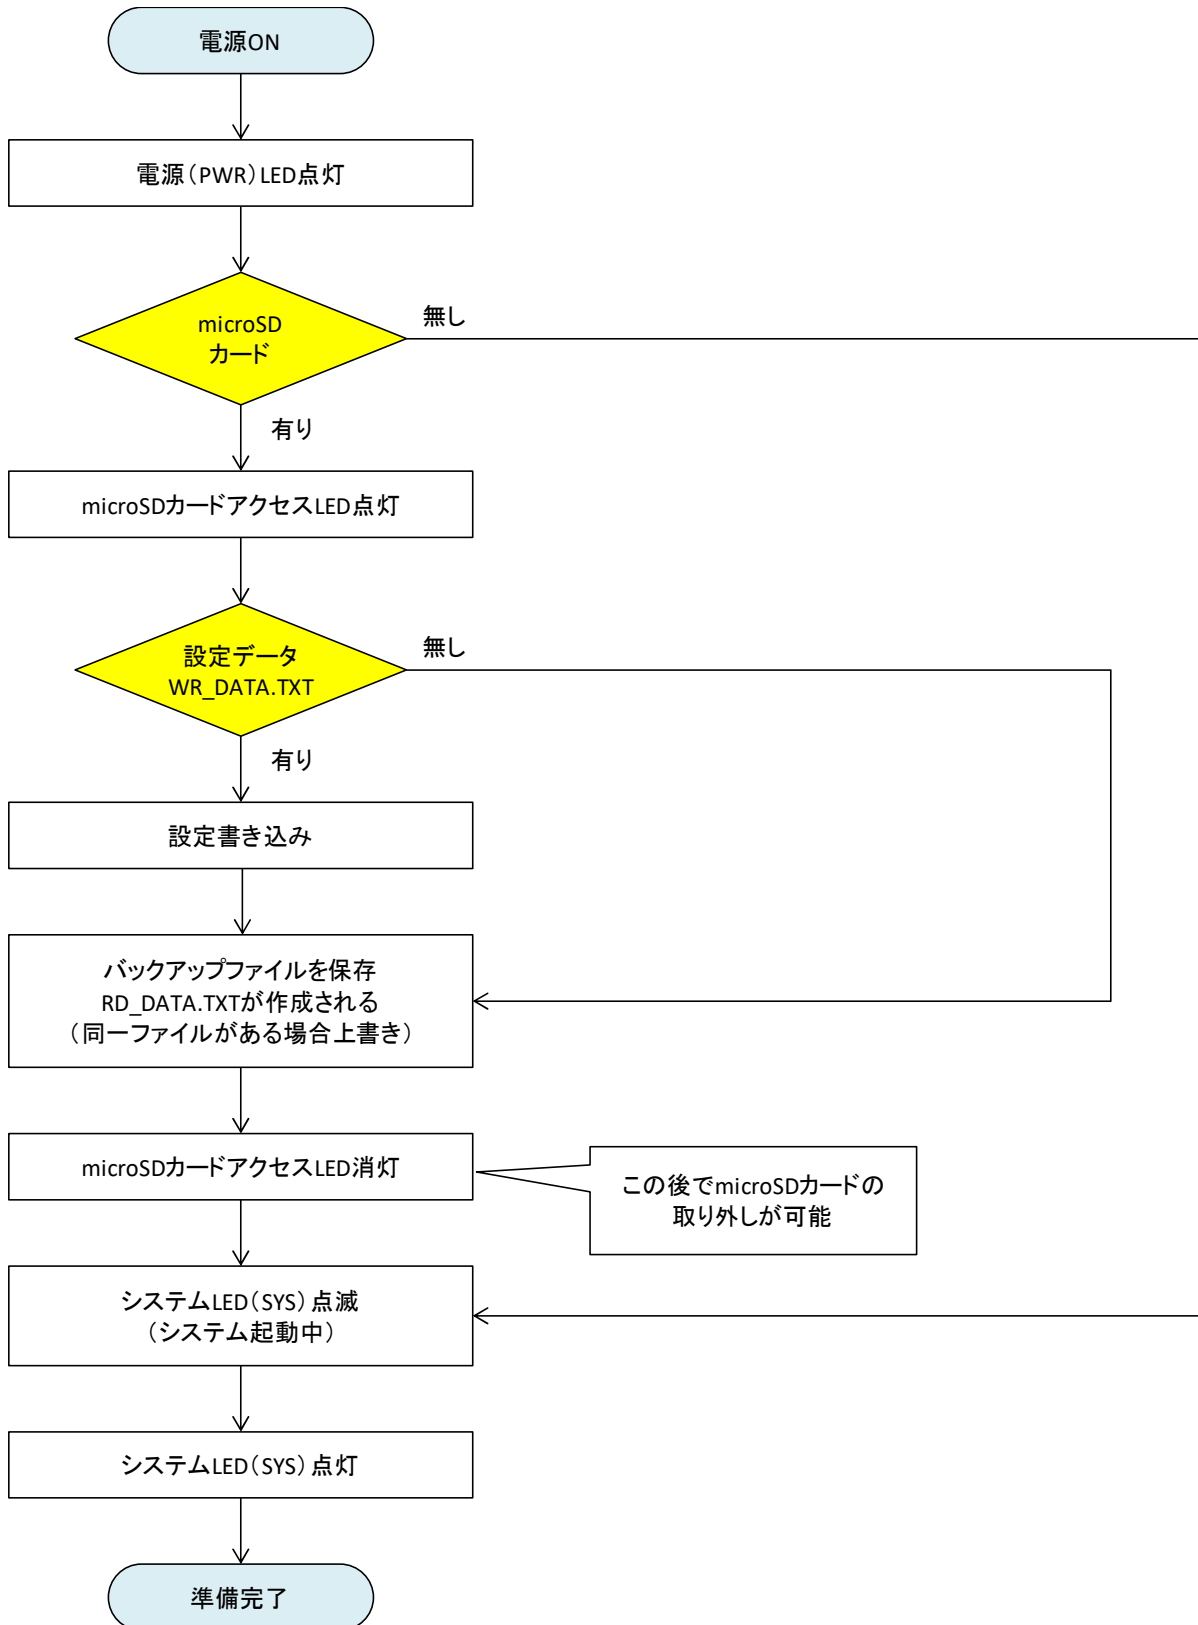 電源ON
電源（PWR）LED点灯
microSD
カード
無し
有り
microSDカードアクセスLED点灯
設定データ
WR_DATA.TXT
無し
有り
設定書き込み
バックアップファイルを保存
RD_DATA.TXTが作成される
（同一ファイルがある場合上書き）
microSDカードアクセスLED消灯
この後でmicroSDカードの
取り外しが可能
システムLED（SYS）点滅
（システム起動中）
システムLED（SYS）点灯
準備完了